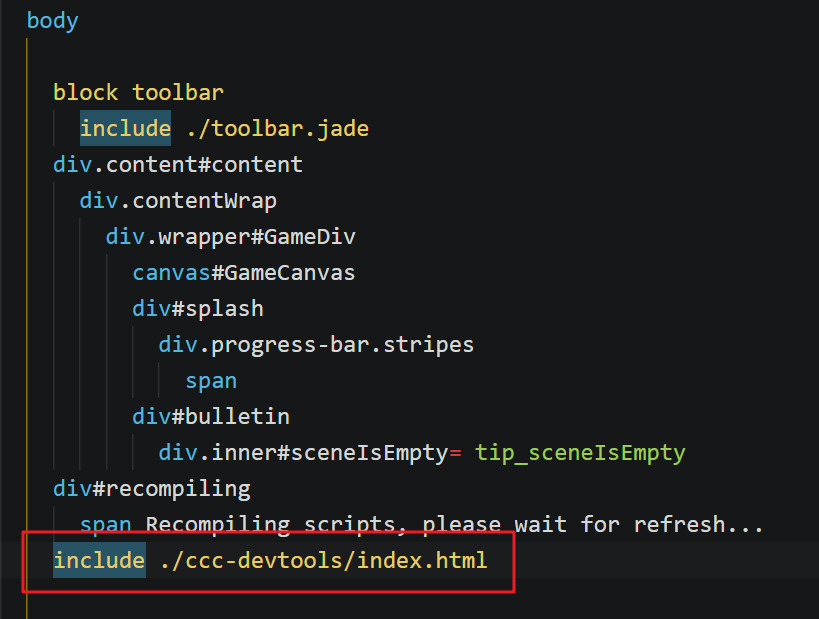 body
block toolbar
include ./toolbar.jade
div.content#content
div.contentWrap
div.wrapper#GameDiv
canvas#GameCanvas
div#splash
div.progress-bar.stripes
span
div#bulletin
div.inner#sceneIsEmpty= tip_sceneIsEmpty
div#recompiling
span Recompiling scripts, please wait for refresh...
include ./ccc-devtools/index.html